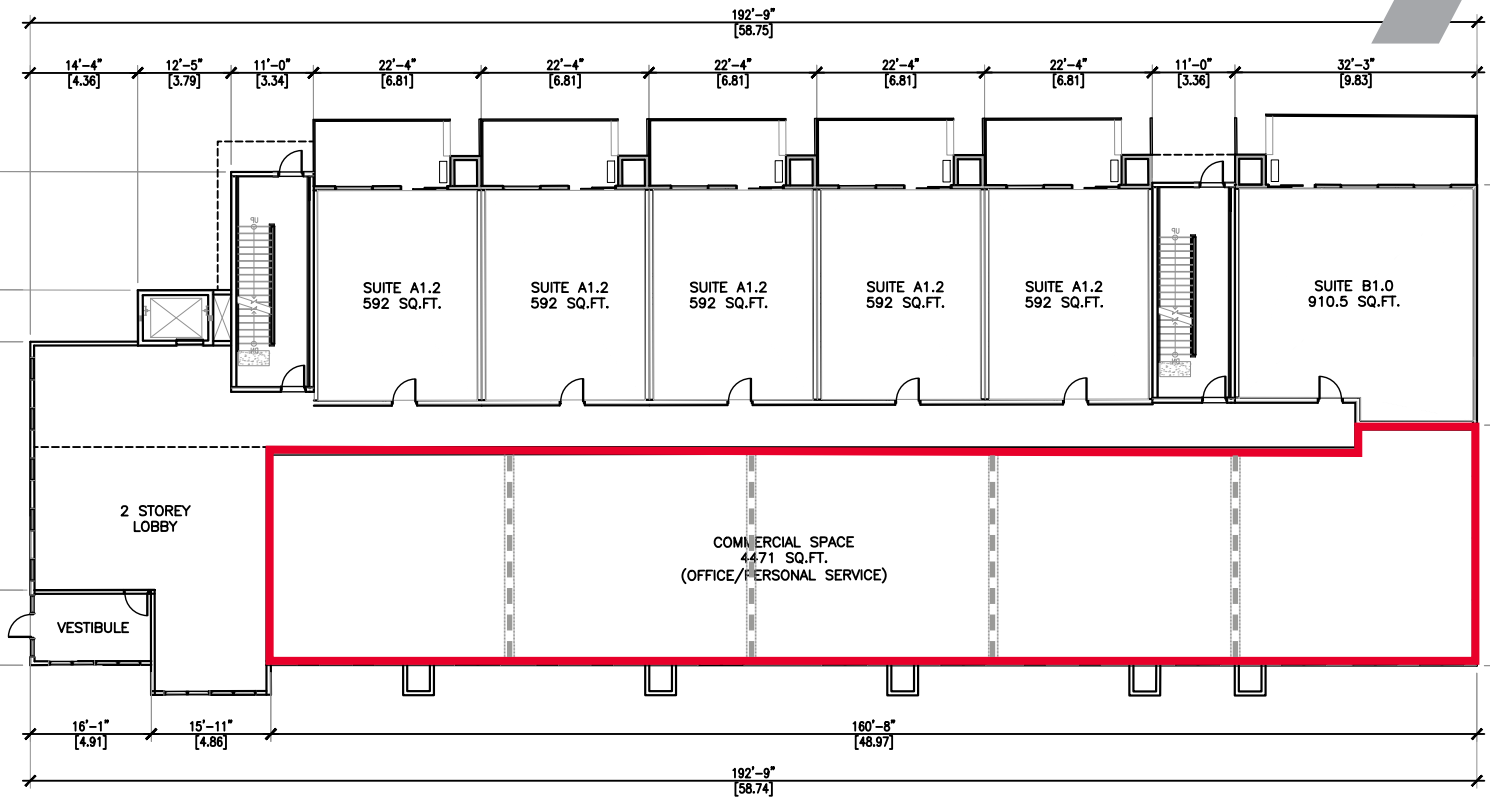 192'-9"
[58.75]
14'-4"
[4.36]
12'-5"
[3.79]
11'-0"
[3.34]
22'-4"
[6.81]
22'-4"
[6.81]
22'-4"
[6.81]
22'-4"
[6.81]
22'-4"
[6.81]
11'-0"
[3.36]
32'-3"
[9.83]
UP
UP
SUITE A1.2
592 SQ.FT.
SUITE A1.2
592 SQ.FT.
SUITE A1.2
592 SQ.FT.
SUITE A1.2
592 SQ.FT.
SUITE A1.2
592 SQ.FT.
SUITE B1.0
910.5 SQ.FT.
DN
DN
2 STOREY
LOBBY
COMMERCIAL SPACE
4471 SQ.FT.
(OFFICE/PERSONAL SERVICE)
VESTIBULE
16'-1"
[4.91]
15'-11"
[4.86]
160'-8"
[48.97]
192'-9"
[58.74]